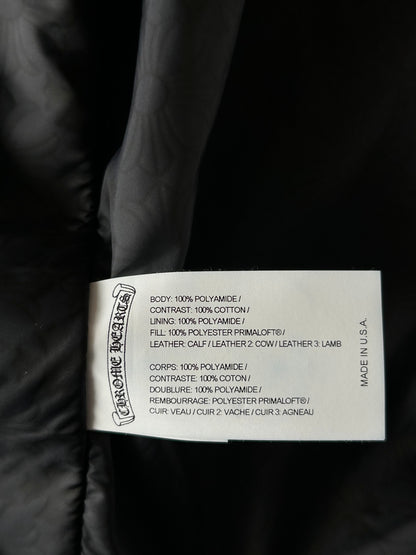 CHROME HEARTS
BODY: 100% POLYAMIDE /
CONTRAST: 100% COTTON /
LINING: 100% POLYAMIDE /
FILL: 100% POLYESTER PRIMALOFT® /
LEATHER: CALF / LEATHER 2: COW / LEATHER 3: LAMB
CORPS: 100% POLYAMIDE /
CONTRASTE: 100% COTON /
DOUBLURE: 100% POLYAMIDE /
REMBOURRAGE: POLYESTER PRIMALOFT® /
CUIR: VEAU / CUIR 2: VACHE / CUIR 3: AGNEAU
MADE IN U.S.A.